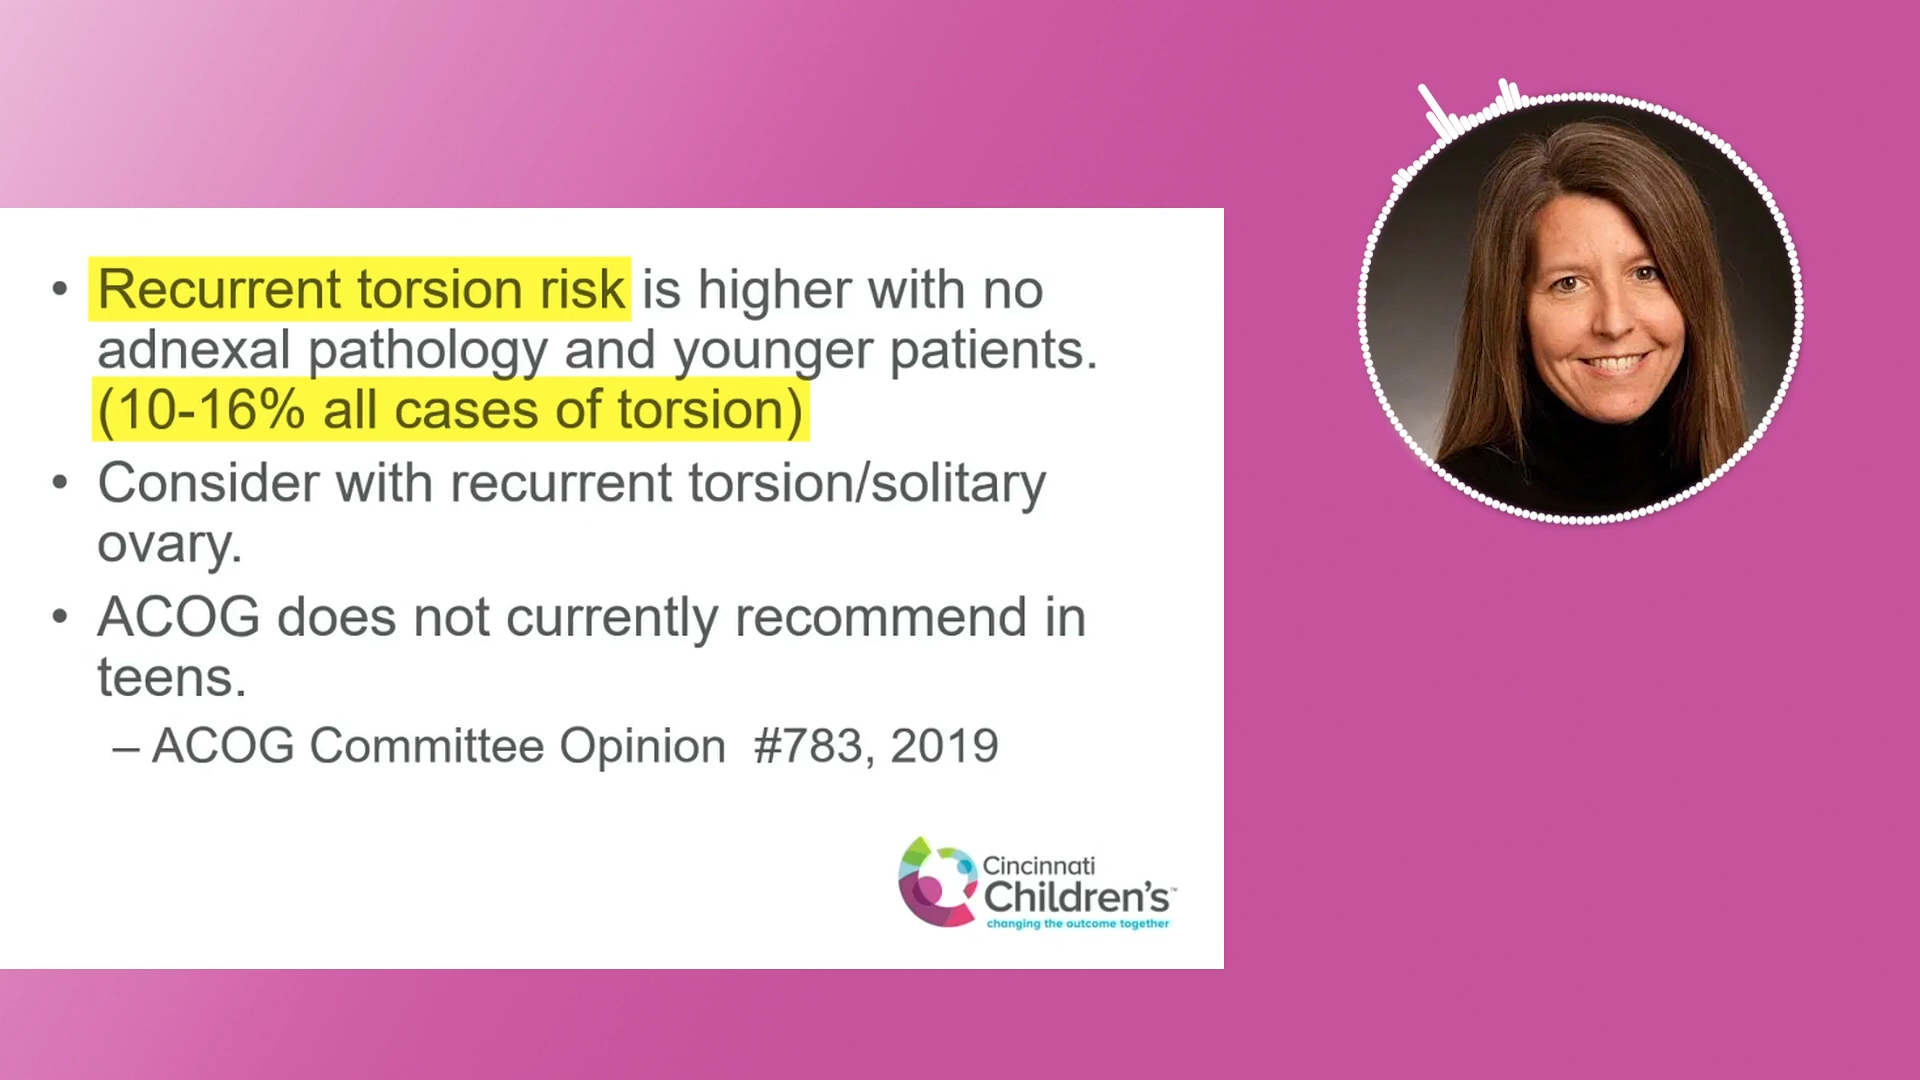 • Recurrent torsion risk is higher with no
adnexal pathology and younger patients.
(10-16% all cases of torsion)
• Consider with recurrent torsion/solitary
ovary.
• ACOG does not currently recommend in
teens.
– ACOG Committee Opinion #783, 2019
Cincinnati
Children's™
changing the outcome together